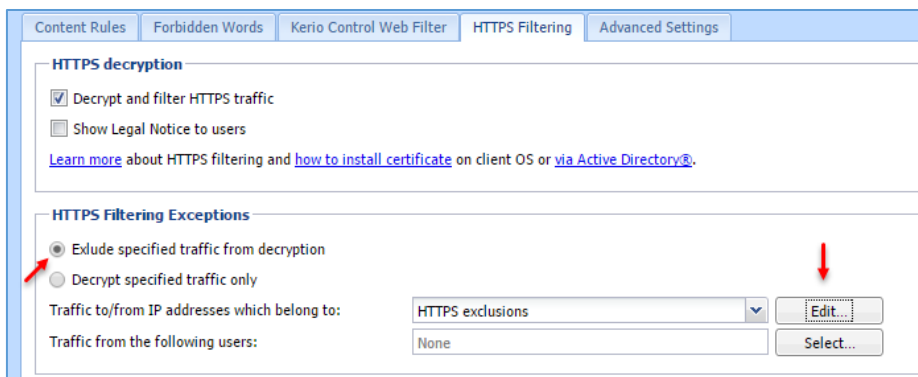 Content Rules Forbidden Words Kerio Control Web Filter HTTPS Filtering Advanced Settings
HTTPS decryption
Decrypt and filter HTTPS traffic
Show Legal Notice to users
Learn more about HTTPS filtering and how to install certificate on client OS or via Active Directory®.
HTTPS Filtering Exceptions
Exlude specified traffic from decryption
Decrypt specified traffic only
Traffic to/from IP addresses which belong to: HTTPS exclusions Edit...
Traffic from the following users: None Select...